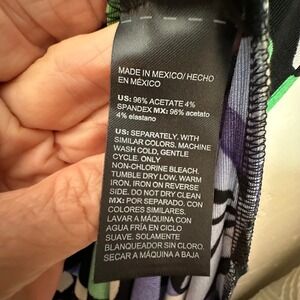 MADE IN MEXICO/ HECHO
EN MÉXICO
US: 96% ACETATE 4%
SPANDEX MX: 96% acetato
4% elastano
US: SEPARATELY. WITH
SIMILAR COLORS. MACHINE
WASH COLD, GENTLE
CYCLE. ONLY
NON-CHLORINE BLEACH.
TUMBLE DRY LOW, WARM
IRON. IRON ON REVERSE
SIDE. DO NOT DRY CLEAN
MX: POR SEPARADO. CON
COLORES SIMILARES.
LAVAR A MÁQUINA CON
AGUA FRÍA EN CICLO
SUAVE. SOLAMENTE
BLANQUEADOR SIN CLORO.
SECAR A MÁQUINA A BAJA